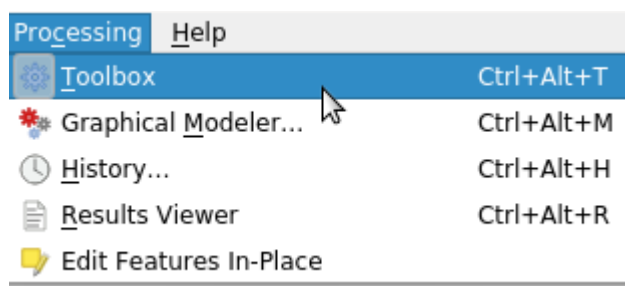 Processing Help
Toolbox Ctrl+Alt+T
Graphical Modeler... Ctrl+Alt+M
History... Ctrl+Alt+H
Results Viewer Ctrl+Alt+R
Edit Features In-Place